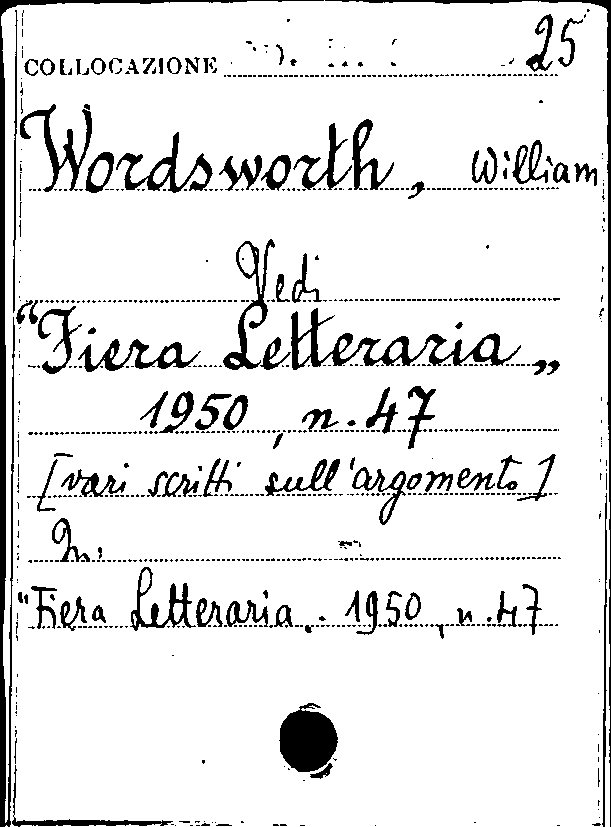 COLLOCAZIONE 25
Wordsworth, William
Vedi
“Fiera Letteraria„
1950, n. 47
[vari scritti sull'argomento]
In:
"Fiera Letteraria. 1950, n. 47